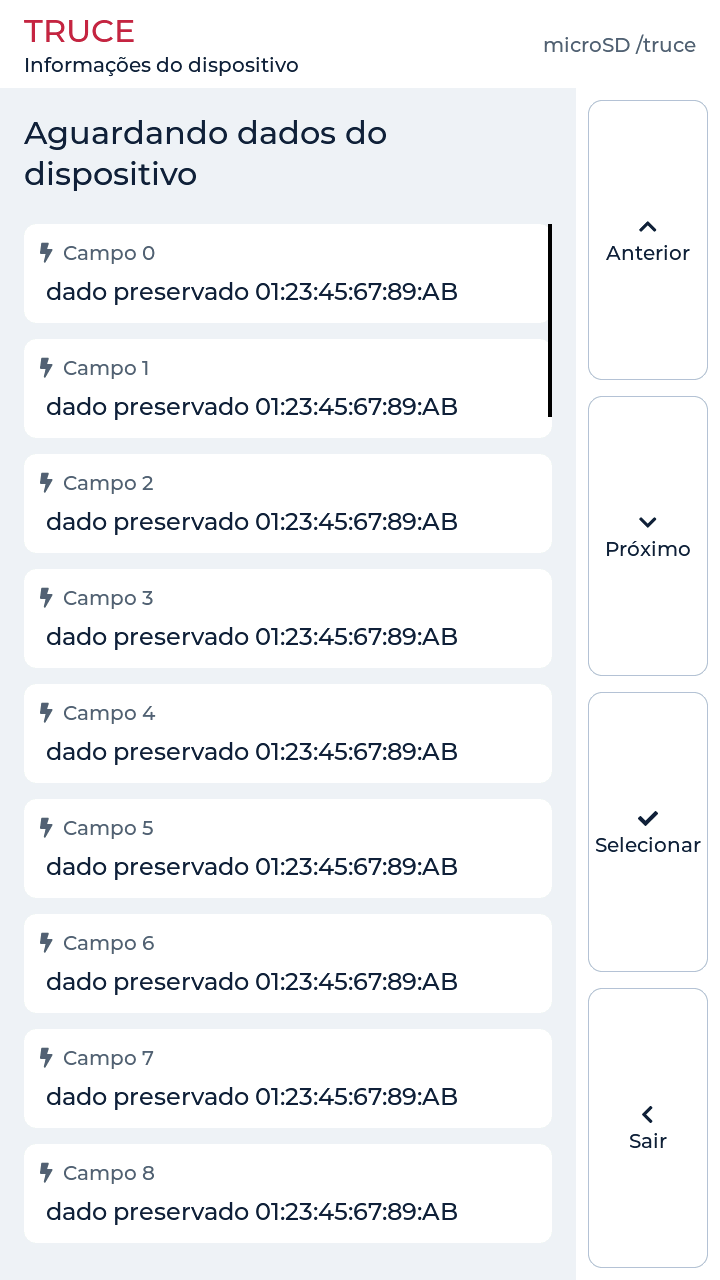 TRUCE
Informações do dispositivo
microSD /truce
Aguardando dados do
dispositivo
Campo 0
dado preservado 01:23:45:67:89:AB
Campo 1
dado preservado 01:23:45:67:89:AB
Campo 2
dado preservado 01:23:45:67:89:AB
Campo 3
dado preservado 01:23:45:67:89:AB
Campo 4
dado preservado 01:23:45:67:89:AB
Campo 5
dado preservado 01:23:45:67:89:AB
Campo 6
dado preservado 01:23:45:67:89:AB
Campo 7
dado preservado 01:23:45:67:89:AB
Campo 8
dado preservado 01:23:45:67:89:AB
Anterior
Próximo
Selecionar
Sair